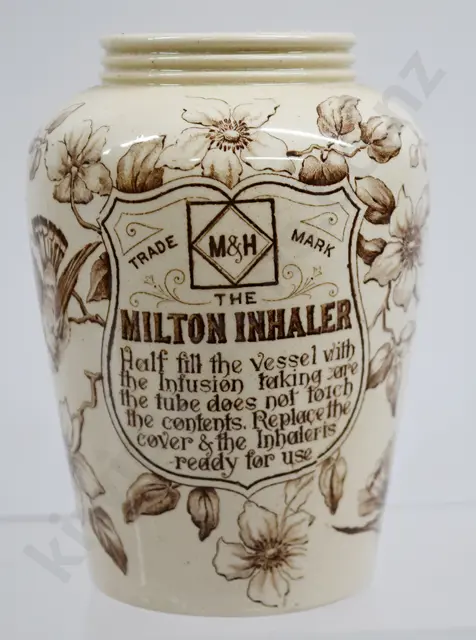 TRADE M&H MARK
THE
MILTON INHALER
Half fill the vessel with
the Infusion taking care
the tube does not touch
the contents. Replace the
cover & the Inhaler is
ready for use